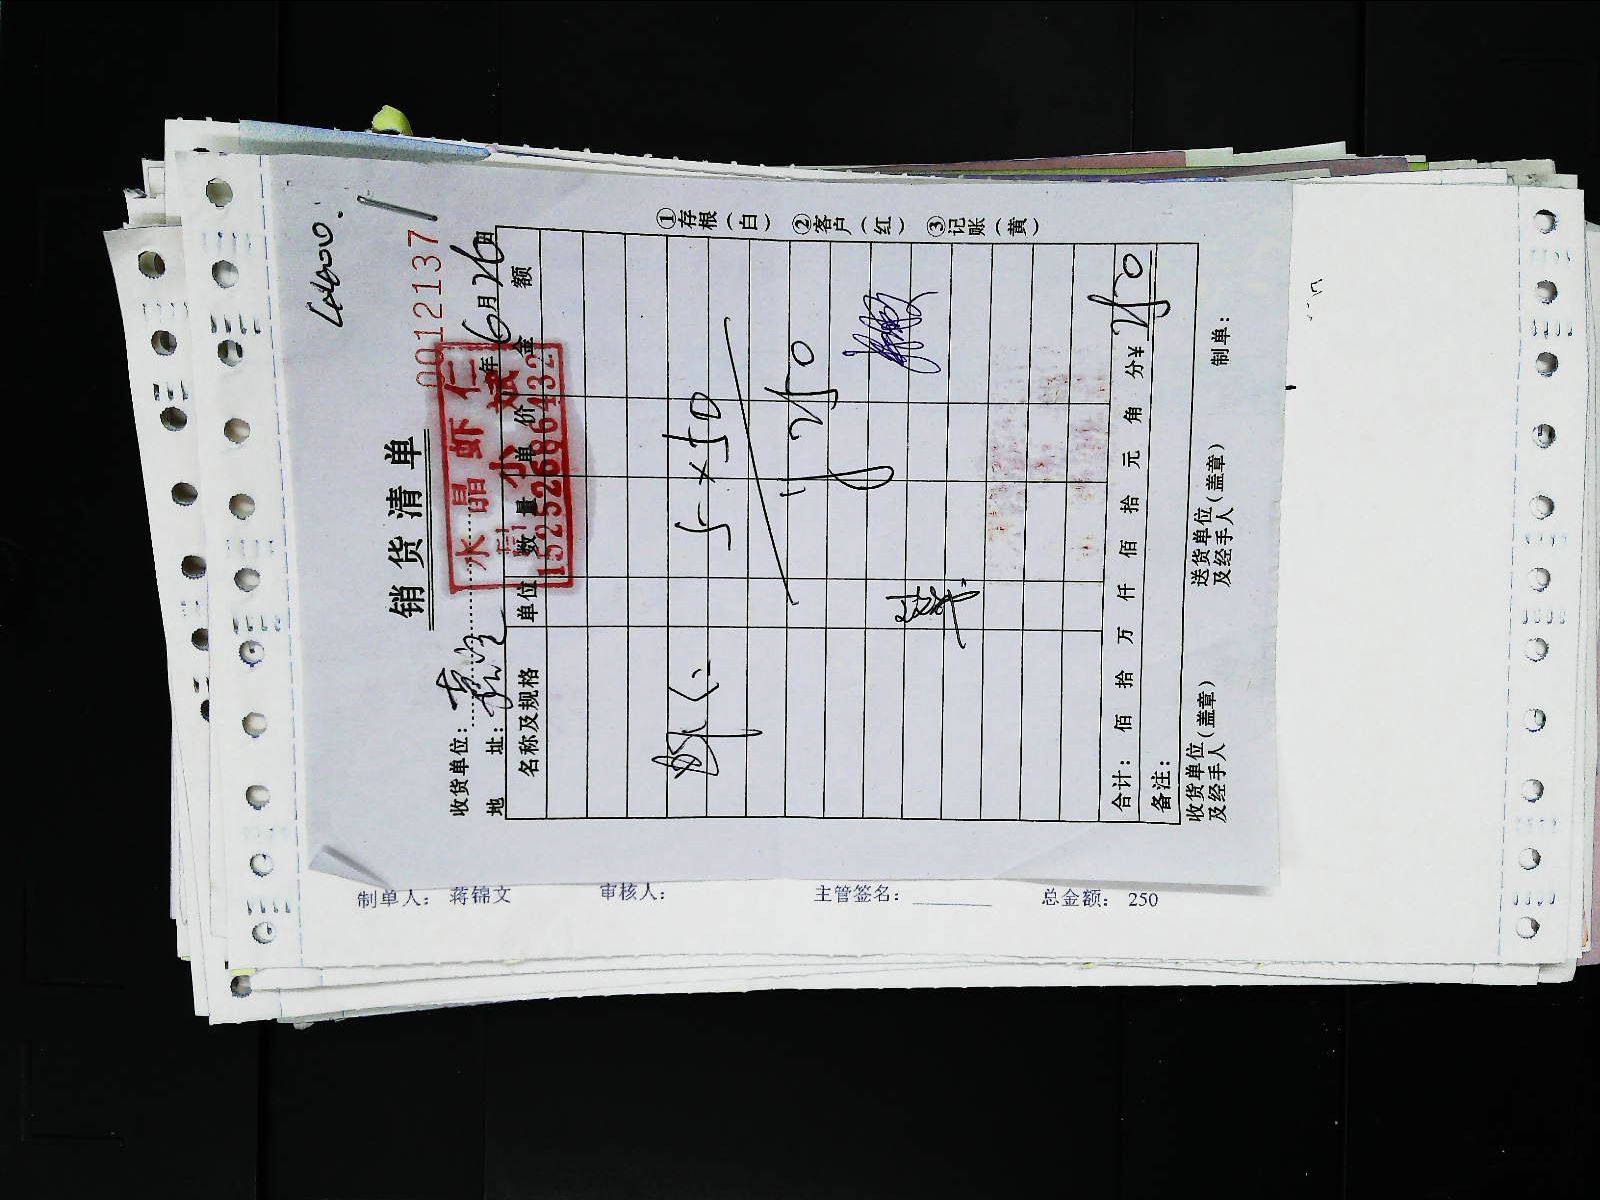 销货清单
0012137
水晶虾仁
小斌
15252686432
收货单位:
年6月26日
地 址:
名称及规格 单位 数量 单价 金额
虾仁 5×50
250
合计: 佰 拾 万 仟 佰 拾 元 角 分¥250
备注:
收货单位(盖章)
及经手人
送货单位(盖章)
及经手人
制单:
①存根(白) ②客户(红) ③记账(黄)
制单人: 蒋锦文 审核人: 主管签名: ________ 总金额: 250